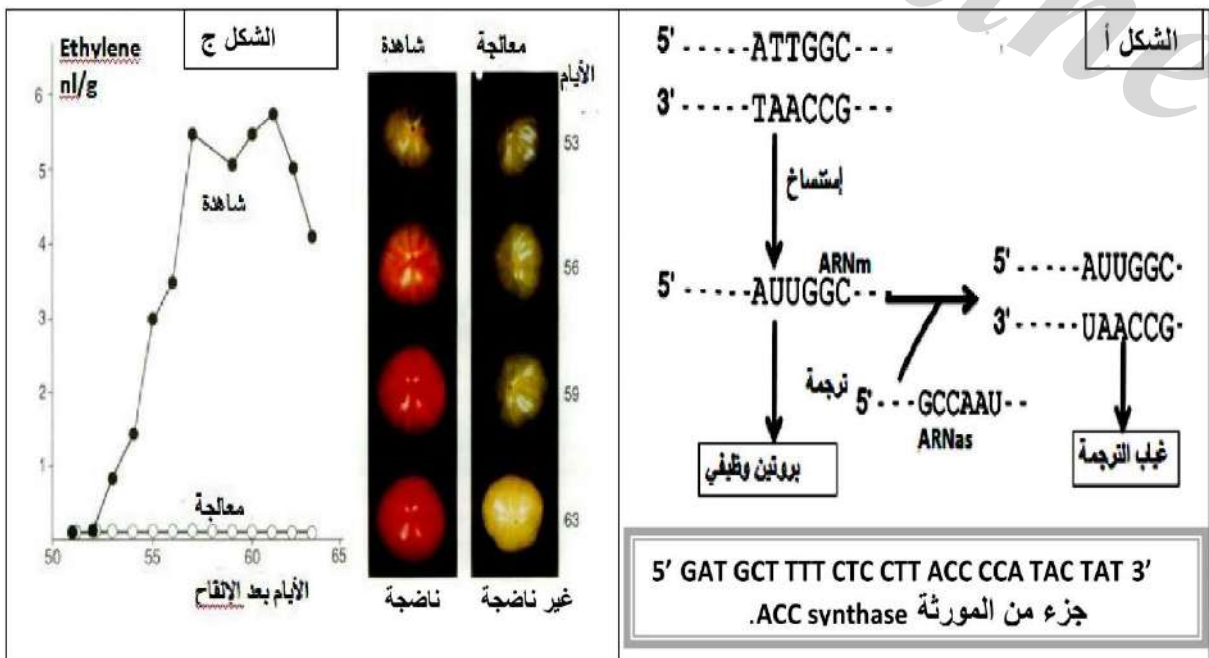 الشكل أ
5' -----ATTGGC---
3' -----TAACCG---
إستنساخ
ARNm
5' -----AUUGGC---
5' -----AUUGGC-
3' -----UAACCG-
ترجمة
5' ---GCCAAU--
ARNas
بروتين وظيفي
غياب الترجمة
5' GAT GCT TTT CTC CTT ACC CCA TAC TAT 3'
جزء من المورثة ACC synthase.
الشكل ج
Ethylene
nl/g
6
5
4
3
2
1
شاهدة
معالجة
50 55 60 65
الأيام بعد الإلقاح
شاهدة معالجة
الأيام
53
56
59
63
ناضجة غير ناضجة